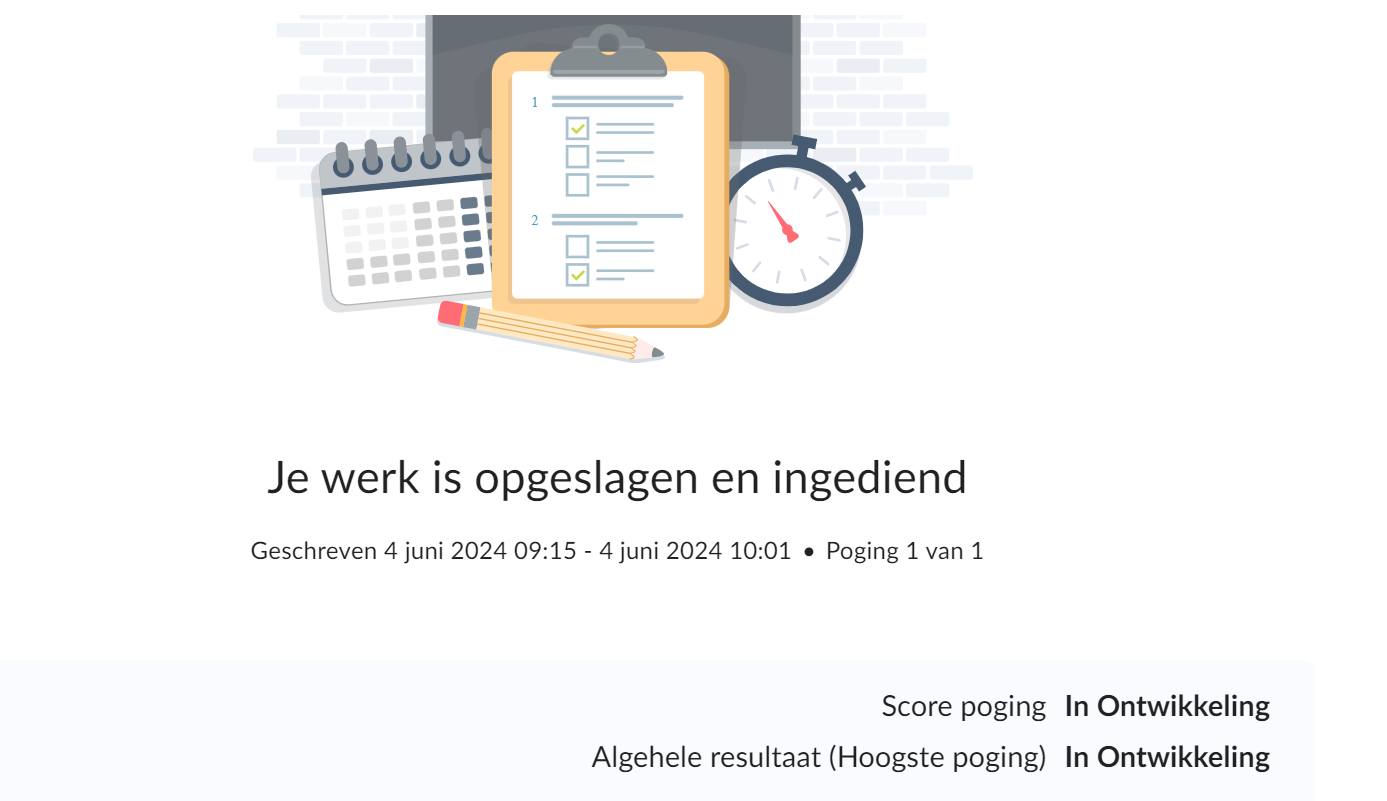 1
2
Je werk is opgeslagen en ingediend
Geschreven 4 juni 2024 09:15 - 4 juni 2024 10:01 • Poging 1 van 1
Score poging In Ontwikkeling
Algehele resultaat (Hoogste poging) In Ontwikkeling